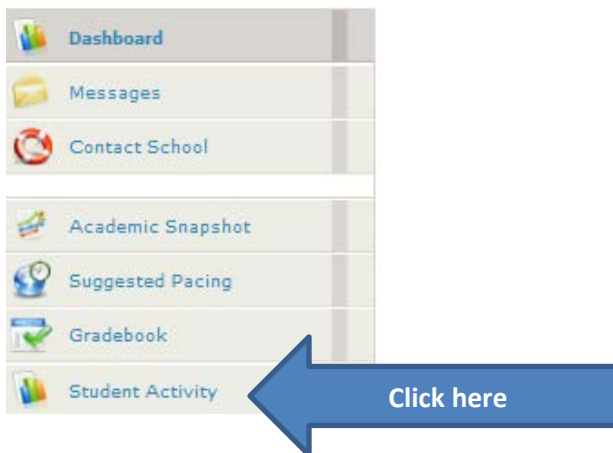 Dashboard
Messages
Contact School
Academic Snapshot
Suggested Pacing
Gradebook
Student Activity
Click here